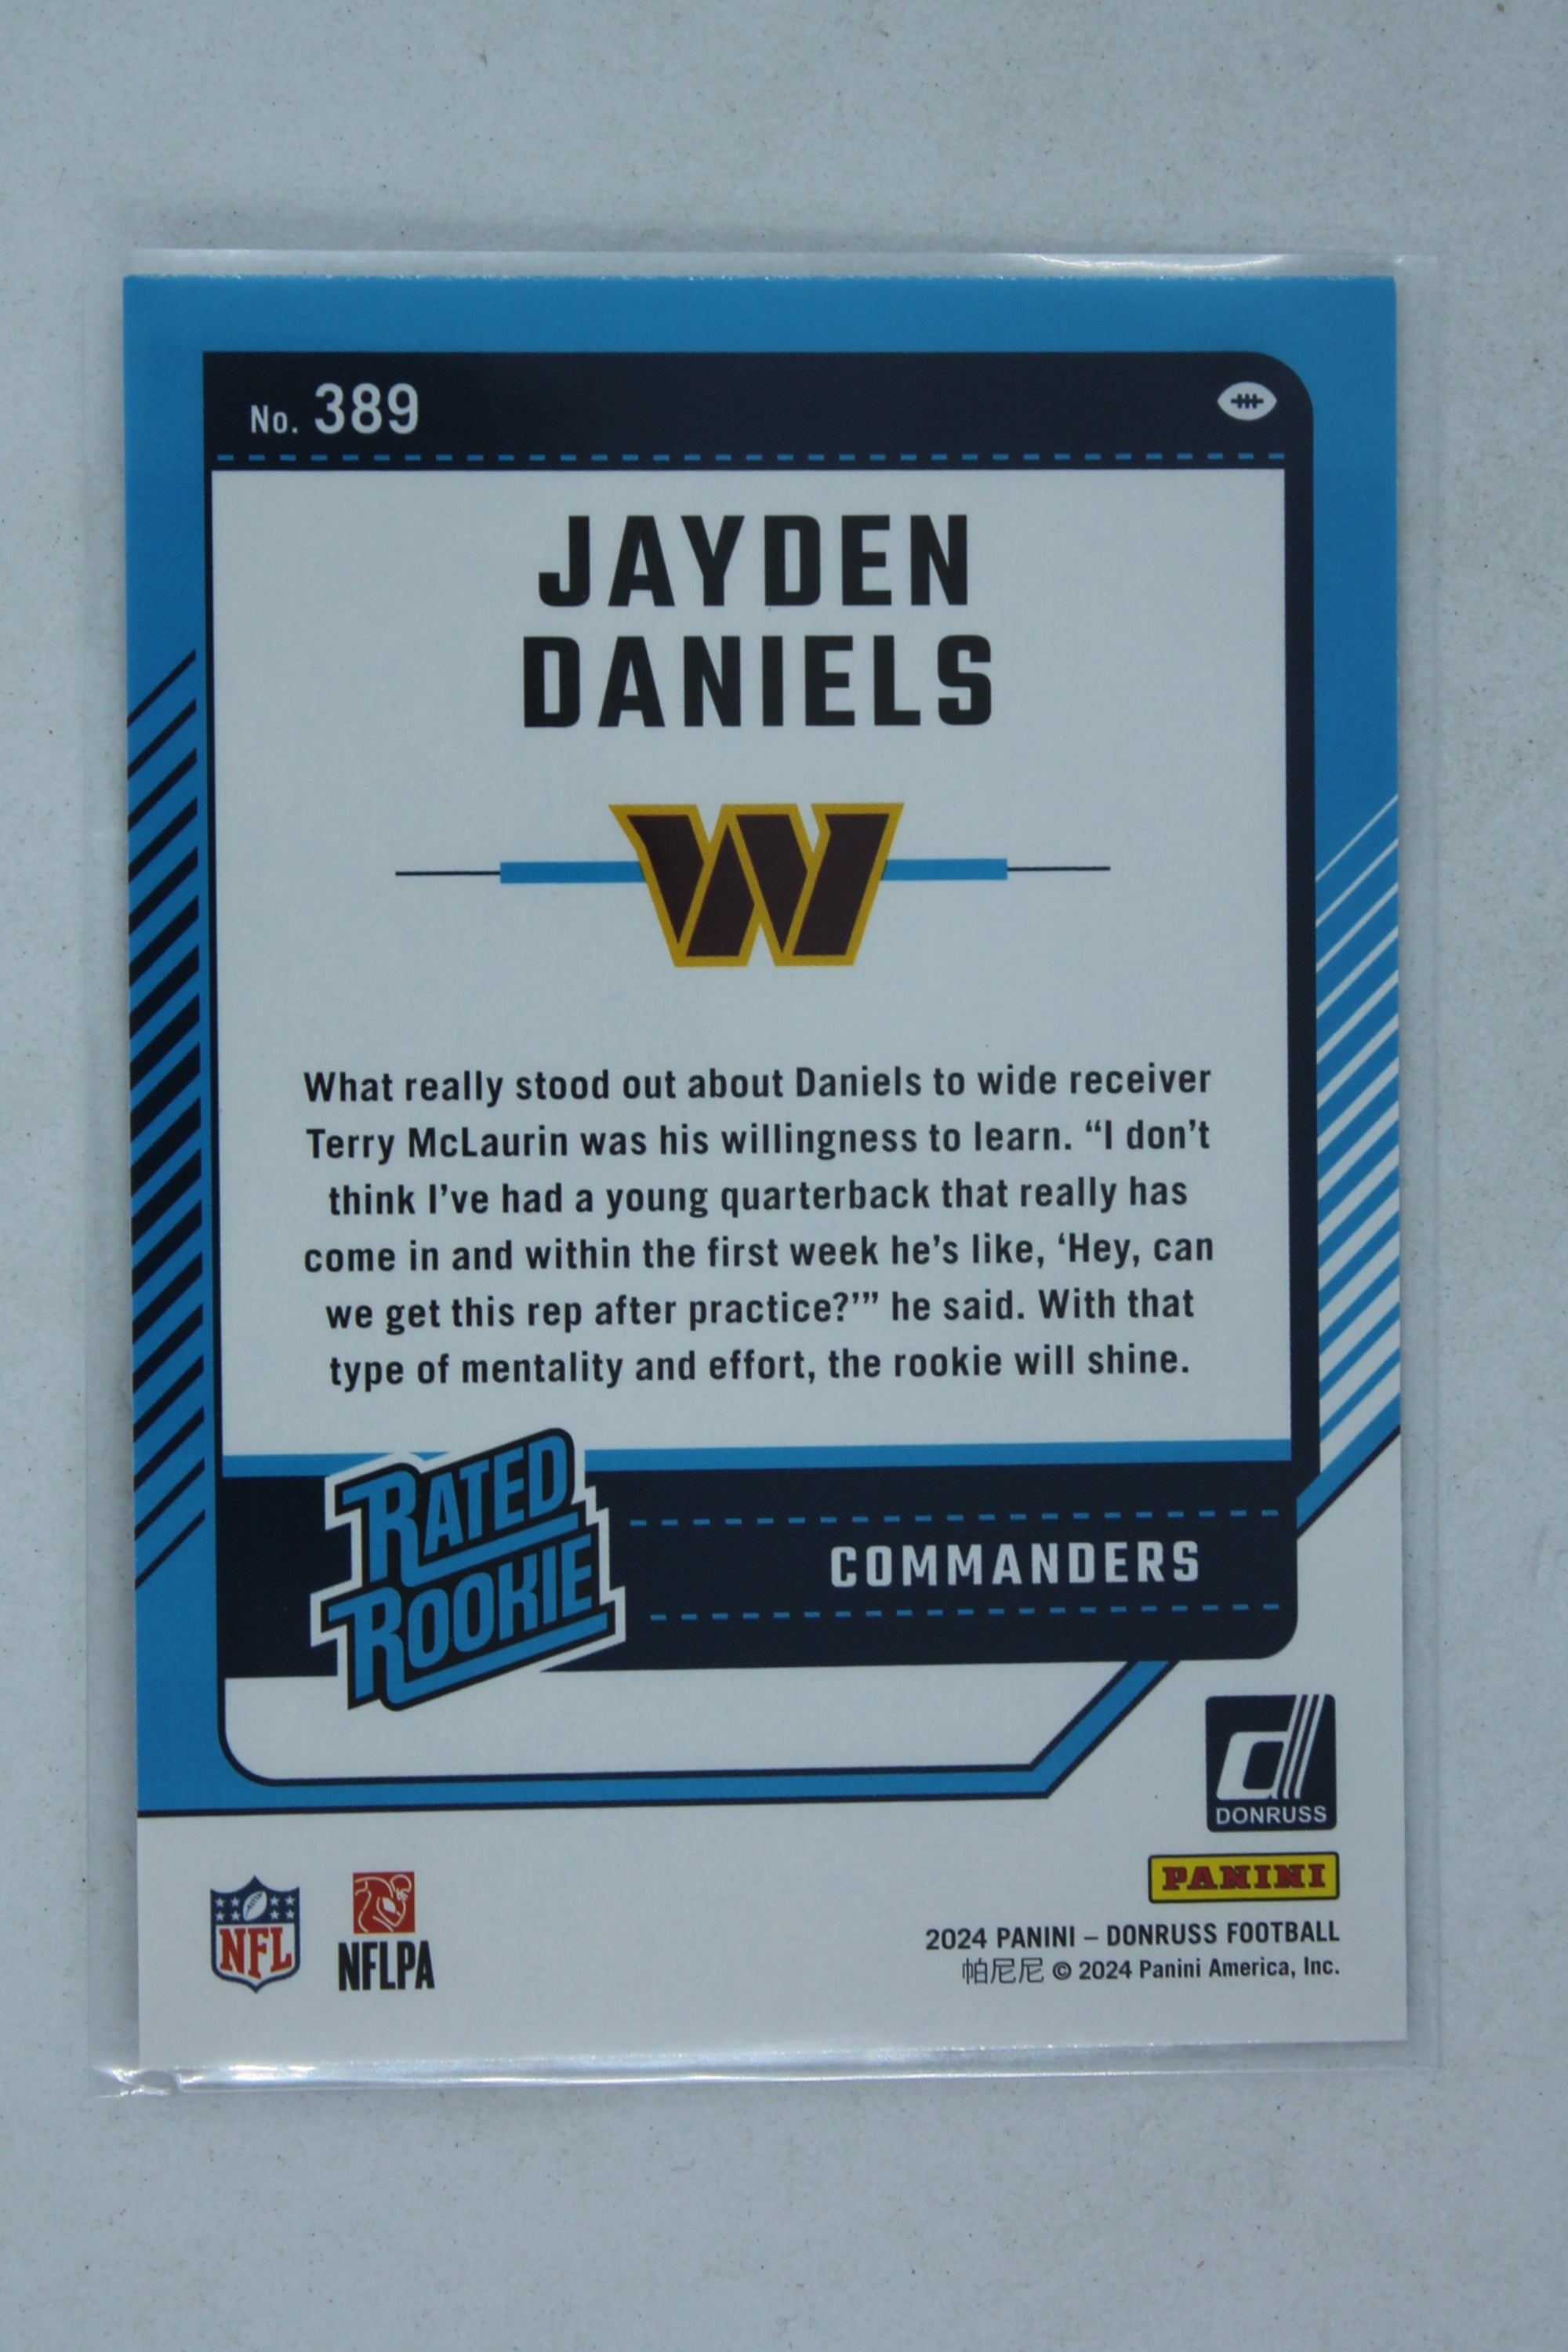 No. 389
JAYDEN
DANIELS
W
What really stood out about Daniels to wide receiver
Terry McLaurin was his willingness to learn. “I don’t
think I’ve had a young quarterback that really has
come in and within the first week he’s like, ‘Hey, can
we get this rep after practice?’” he said. With that
type of mentality and effort, the rookie will shine.
RATED
ROOKIE
COMMANDERS
d
DONRUSS
PANINI
NFL
NFLPA
2024 PANINI – DONRUSS FOOTBALL
帕尼尼 © 2024 Panini America, Inc.